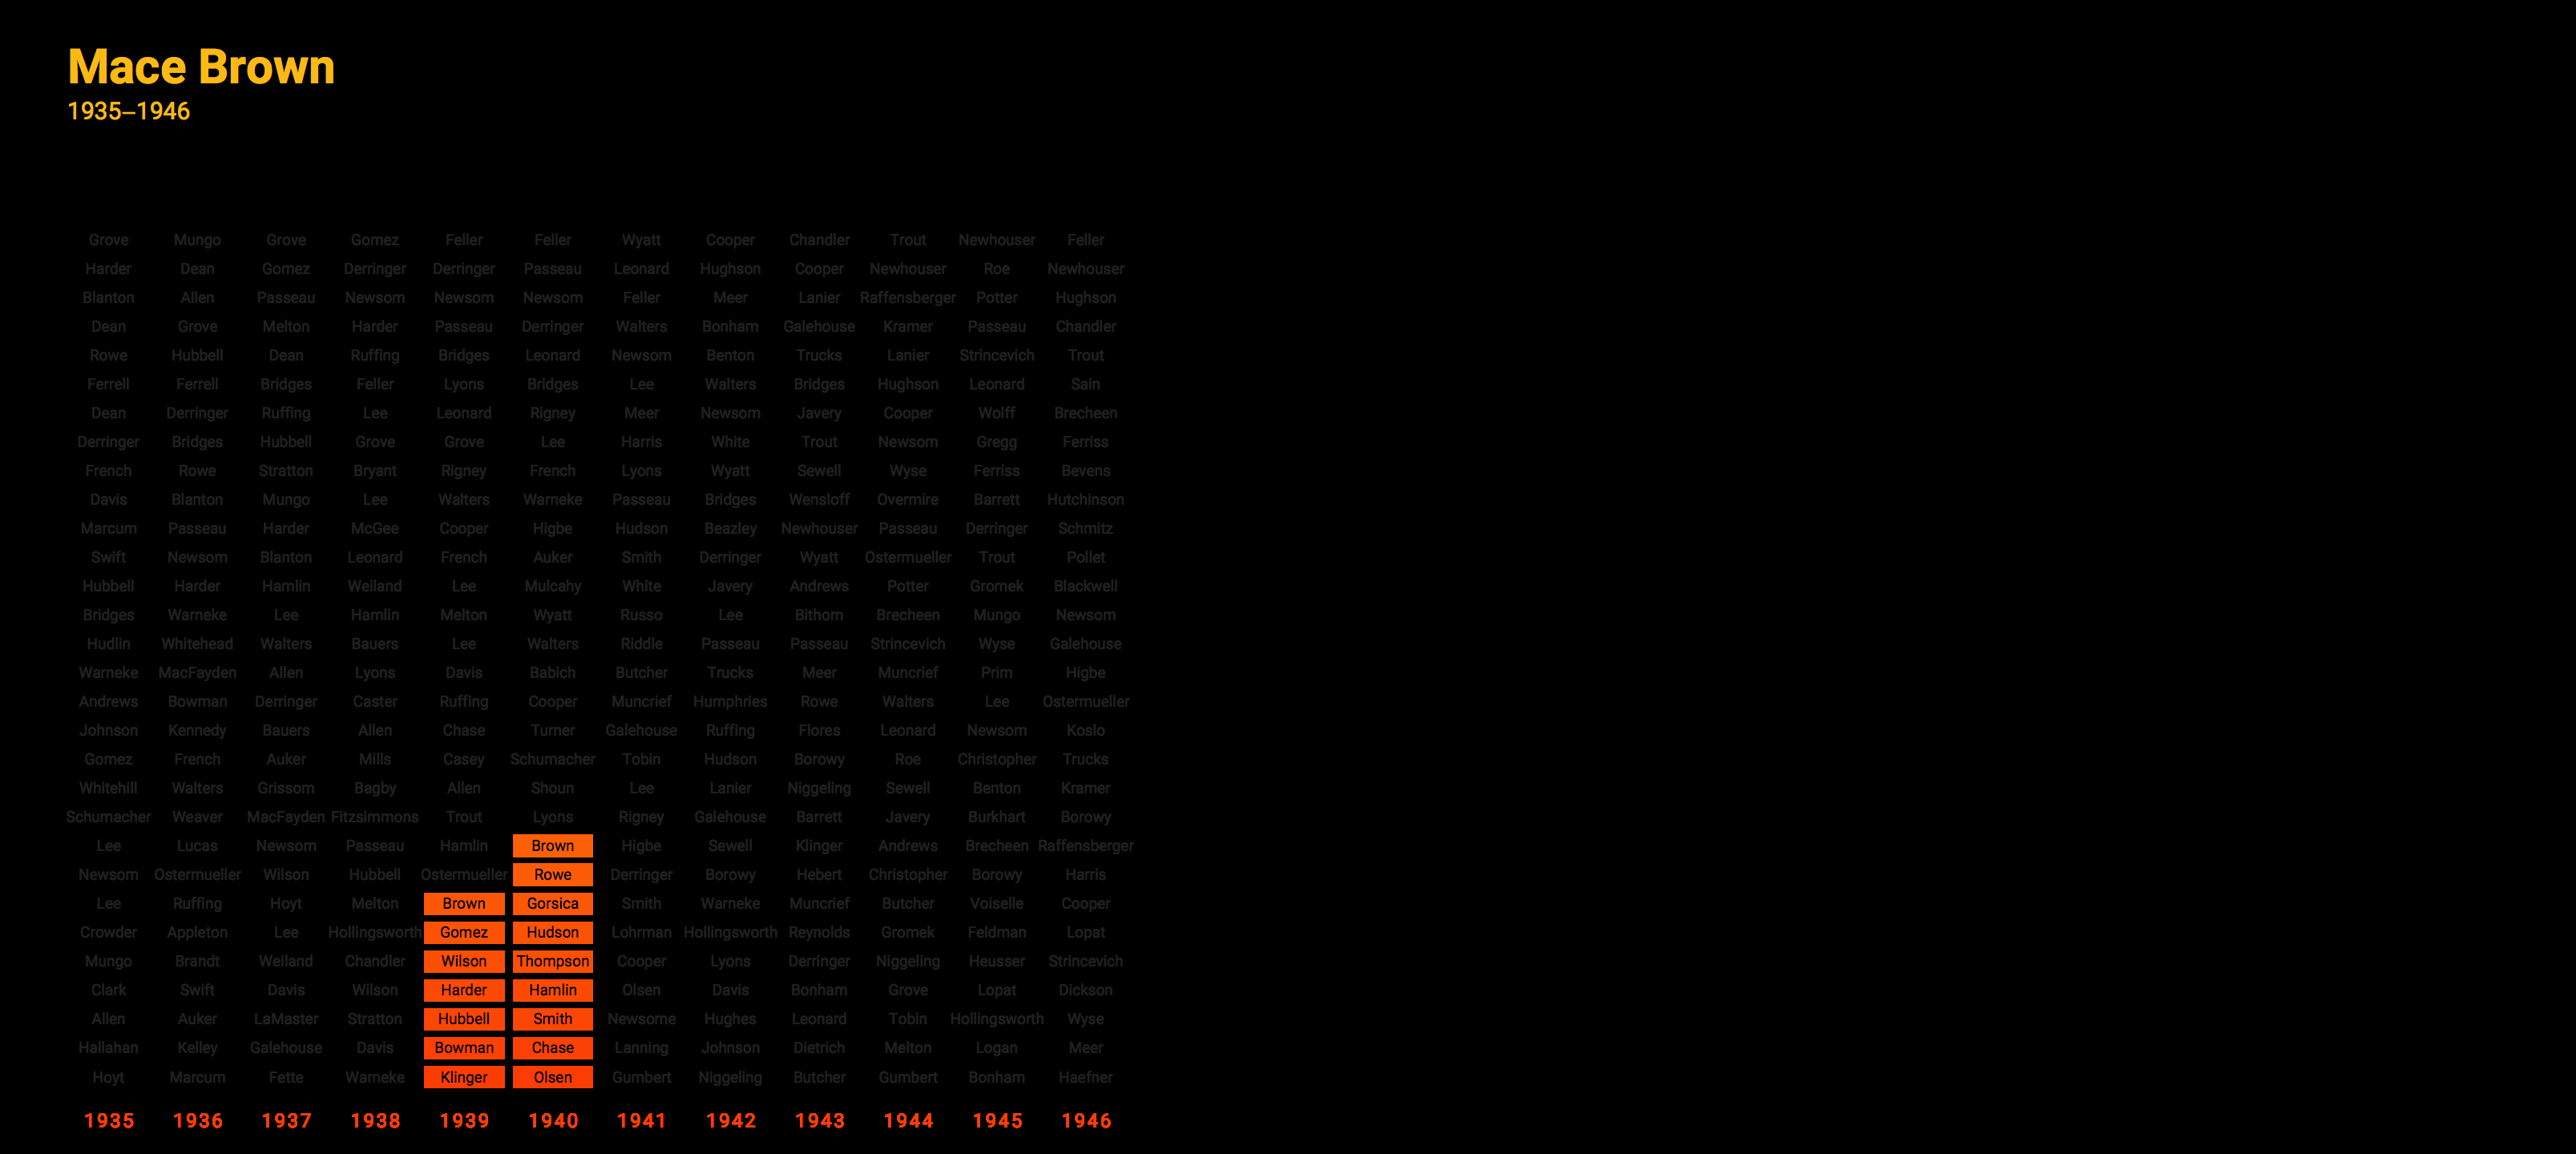 Mace Brown
1935–1946
Grove Mungo Grove Gomez Feller Feller Wyatt Cooper Chandler Trout Newhouser Feller
Harder Dean Gomez Derringer Derringer Passeau Leonard Hughson Cooper Newhouser Roe Newhouser
Blanton Allen Passeau Newsom Newsom Newsom Feller Meer Lanier Raffensberger Potter Hughson
Dean Grove Melton Harder Passeau Derringer Walters Bonham Galehouse Kramer Passeau Chandler
Rowe Hubbell Dean Ruffing Bridges Leonard Newsom Benton Trucks Lanier Strincevich Trout
Ferrell Ferrell Bridges Feller Lyons Bridges Lee Walters Bridges Hughson Leonard Sain
Dean Derringer Ruffing Lee Leonard Rigney Meer Newsom Javery Cooper Wolff Brecheen
Derringer Bridges Hubbell Grove Grove Lee Harris White Trout Newsom Gregg Ferriss
French Rowe Stratton Bryant Rigney French Lyons Wyatt Sewell Wyse Ferriss Bevens
Davis Blanton Mungo Lee Walters Warneke Passeau Bridges Wensloff Overmire Barrett Hutchinson
Marcum Passeau Harder McGee Cooper Higbe Hudson Beazley Newhouser Passeau Derringer Schmitz
Swift Newsom Blanton Leonard French Auker Smith Derringer Wyatt Ostermueller Trout Pollet
Hubbell Harder Hamlin Weiland Lee Mulcahy White Javery Andrews Potter Gromek Blackwell
Bridges Warneke Lee Hamlin Melton Wyatt Russo Lee Bithorn Brecheen Mungo Newsom
Hudlin Whitehead Walters Bauers Lee Walters Riddle Passeau Passeau Strincevich Wyse Galehouse
Warneke MacFayden Allen Lyons Davis Babich Butcher Trucks Meer Muncrief Prim Higbe
Andrews Bowman Derringer Caster Ruffing Cooper Muncrief Humphries Rowe Walters Lee Ostermueller
Johnson Kennedy Bauers Allen Chase Turner Galehouse Ruffing Flores Leonard Newsom Koslo
Gomez French Auker Mills Casey Schumacher Tobin Hudson Borowy Roe Christopher Trucks
Whitehill Walters Grissom Bagby Allen Shoun Lee Lanier Niggeling Sewell Benton Kramer
Schumacher Weaver MacFayden Fitzsimmons Trout Lyons Rigney Galehouse Barrett Javery Burkhart Borowy
Lee Lucas Newsom Passeau Hamlin Brown Higbe Sewell Klinger Andrews Brecheen Raffensberger
Newsom Ostermueller Wilson Hubbell Ostermueller Rowe Derringer Borowy Hebert Christopher Borowy Harris
Lee Ruffing Hoyt Melton Brown Gorsica Smith Warneke Muncrief Butcher Voiselle Cooper
Crowder Appleton Lee Hollingsworth Gomez Hudson Lohrman Hollingsworth Reynolds Gromek Feldman Lopat
Mungo Brandt Weiland Chandler Wilson Thompson Cooper Lyons Derringer Niggeling Heusser Strincevich
Clark Swift Davis Wilson Harder Hamlin Olsen Davis Bonham Grove Lopat Dickson
Allen Auker LaMaster Stratton Hubbell Smith Newsome Hughes Leonard Tobin Hollingsworth Wyse
Hallahan Kelley Galehouse Davis Bowman Chase Lanning Johnson Dietrich Melton Logan Meer
Hoyt Marcum Fette Warneke Klinger Olsen Gumbert Niggeling Butcher Gumbert Bonham Haefner
1935 1936 1937 1938 1939 1940 1941 1942 1943 1944 1945 1946